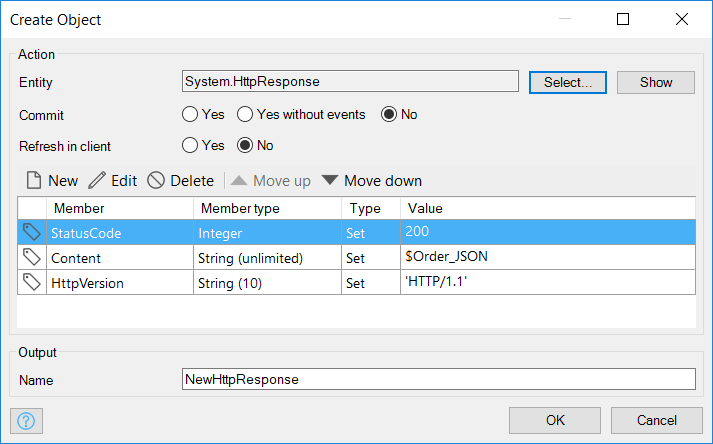 Create Object
Action
Entity System.HttpResponse Select... Show
Commit Yes Yes without events No
Refresh in client Yes No
New Edit Delete Move up Move down
Member Member type Type Value
StatusCode Integer Set 200
Content String (unlimited) Set $Order_JSON
HttpVersion String (10) Set 'HTTP/1.1'
Output
Name NewHttpResponse
? OK Cancel